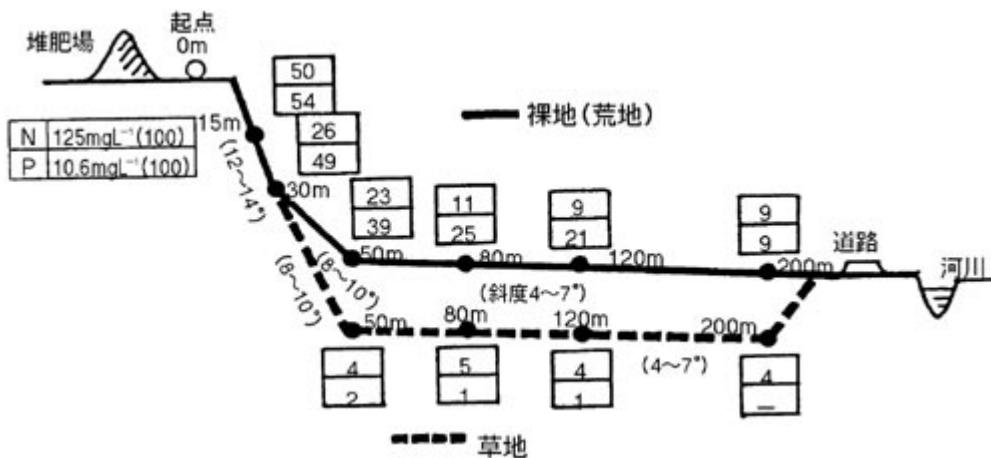 堆肥場
起点
0m
N 125mgL⁻¹(100)
P 10.6mgL⁻¹(100)
15m
50
54
(12～14°)
26
49
30m
裸地(荒地)
23
39
50m
11
25
80m
9
21
120m
9
9
200m
道路
河川
(8～10°)
(8～10°)
(斜度4～7°)
50m
80m
120m
200m
(4～7°)
4
2
5
1
4
1
4
—
草地